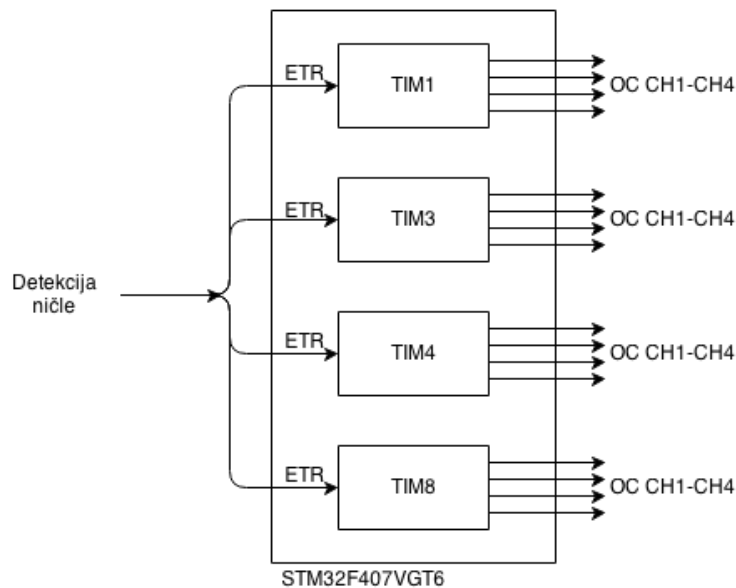 ETR
TIM1
OC CH1-CH4
ETR
TIM3
OC CH1-CH4
Detekcija
ničle
ETR
TIM4
OC CH1-CH4
ETR
TIM8
OC CH1-CH4
STM32F407VGT6